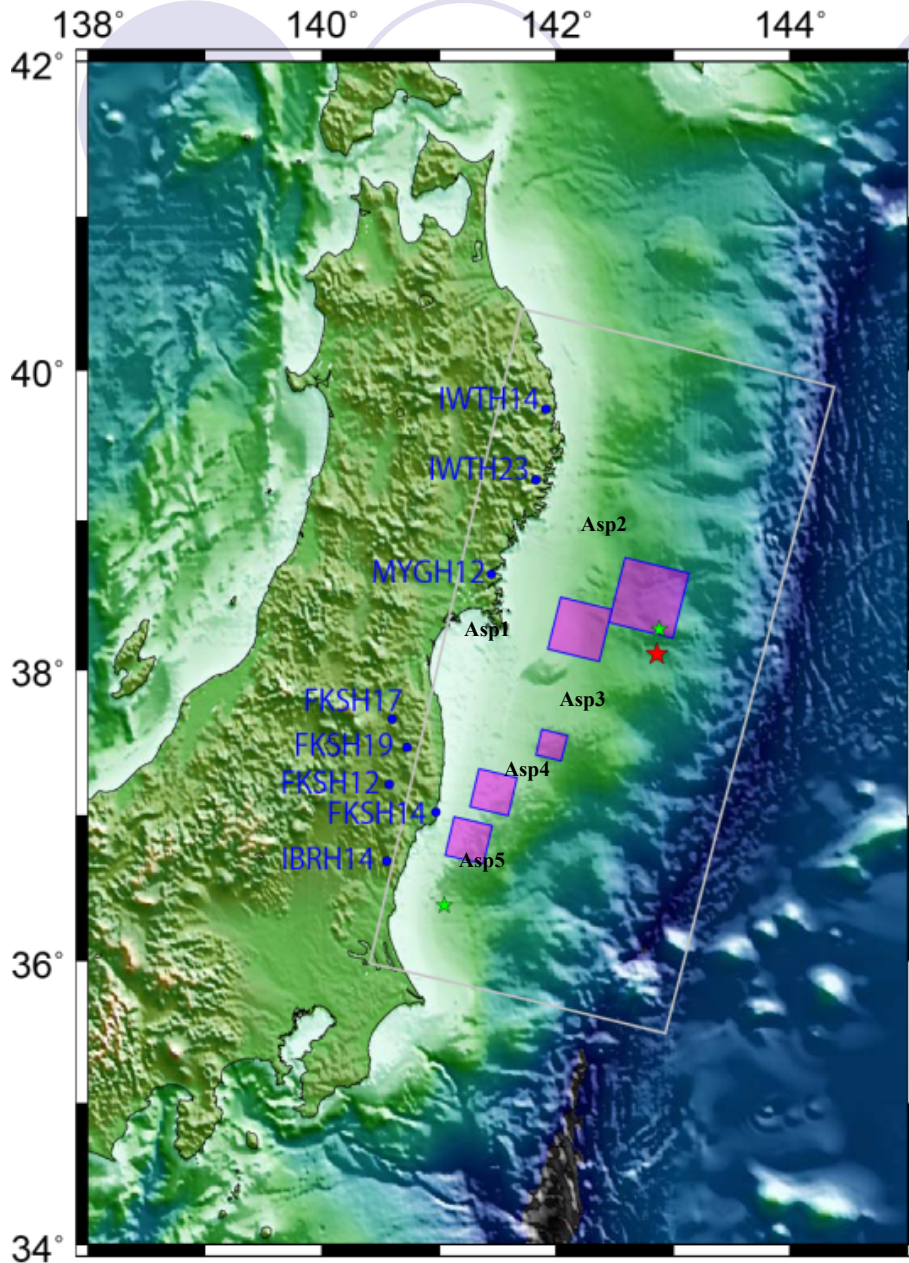 138° 140° 142° 144°
42°
40°
IWTH14
IWTH23
Asp2
MYGH12
Asp1
38°
FKSH17
Asp3
FKSH19
Asp4
FKSH12
FKSH14
IBRH14
Asp5
36°
34°